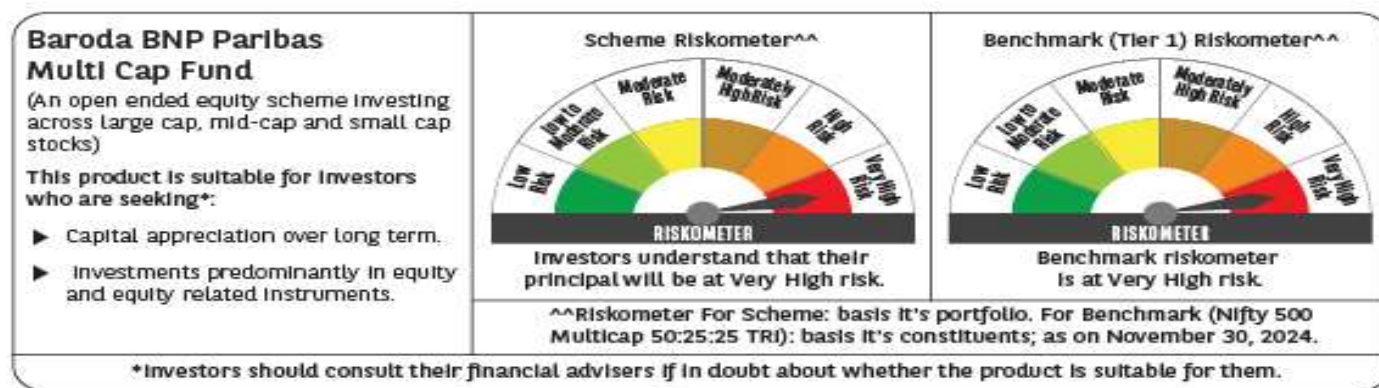 Baroda BNP Paribas
Multi Cap Fund
(An open ended equity scheme investing
across large cap, mid-cap and small cap
stocks)
This product is suitable for investors
who are seeking*:
▶ Capital appreciation over long term.
▶ Investments predominantly in equity
and equity related instruments.
Scheme Riskometer^^
Low
Risk
Low to
Moderate
Risk
Moderate
Risk
Moderately
High Risk
High
Risk
Very High
Risk
RISKOMETER
Investors understand that their
principal will be at Very High risk.
Benchmark (Tier 1) Riskometer^^
Low
Risk
Low to
Moderate
Risk
Moderate
Risk
Moderately
High Risk
High
Risk
Very High
Risk
RISKOMETER
Benchmark riskometer
is at Very High risk.
^^Riskometer For Scheme: basis it's portfolio. For Benchmark (Nifty 500
Multicap 50:25:25 TRI): basis it's constituents; as on November 30, 2024.
*Investors should consult their financial advisers if in doubt about whether the product is suitable for them.